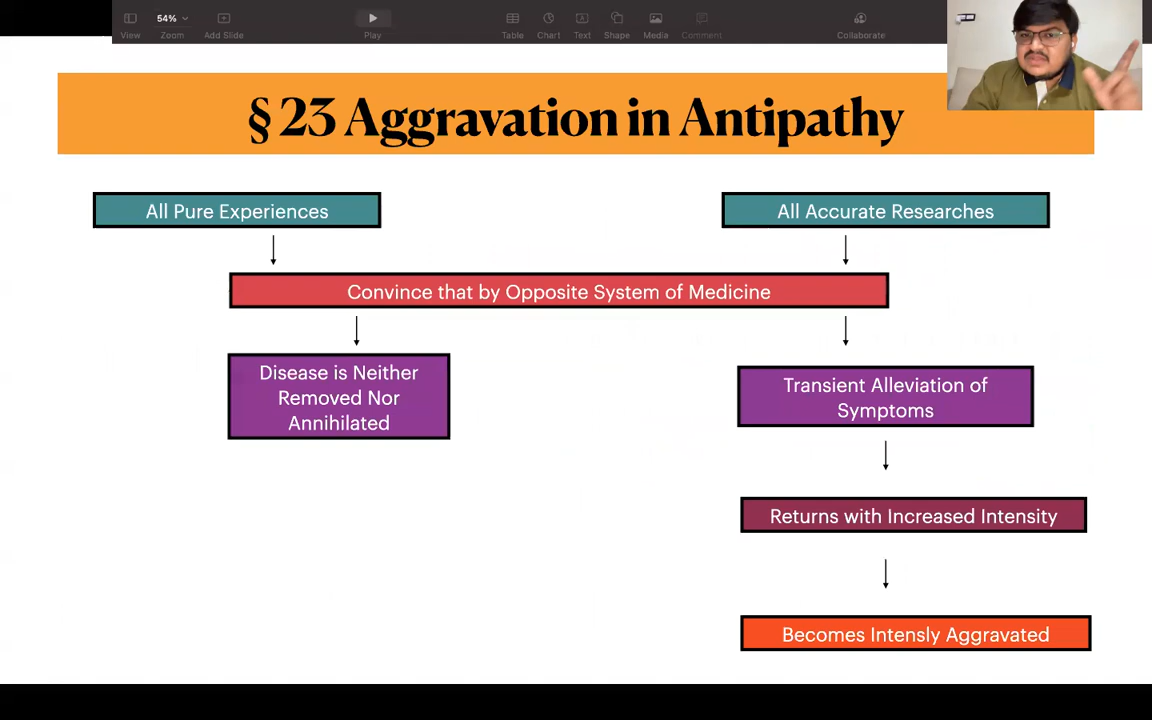 54%
View
Zoom
Add Slide
Play
Table
Chart
Text
Shape
Media
Comment
Collaborate
§ 23 Aggravation in Antipathy
All Pure Experiences
All Accurate Researches
Convince that by Opposite System of Medicine
Disease is Neither
Removed Nor
Annihilated
Transient Alleviation of
Symptoms
Returns with Increased Intensity
Becomes Intensly Aggravated